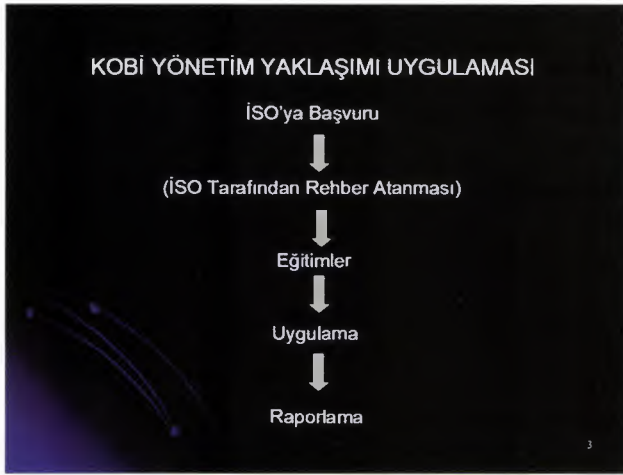 KOBİ YÖNETİM YAKLAŞIMI UYGULAMASI
İSO'ya Başvuru
(İSO Tarafından Rehber Atanması)
Eğitimler
Uygulama
Raporlama
3